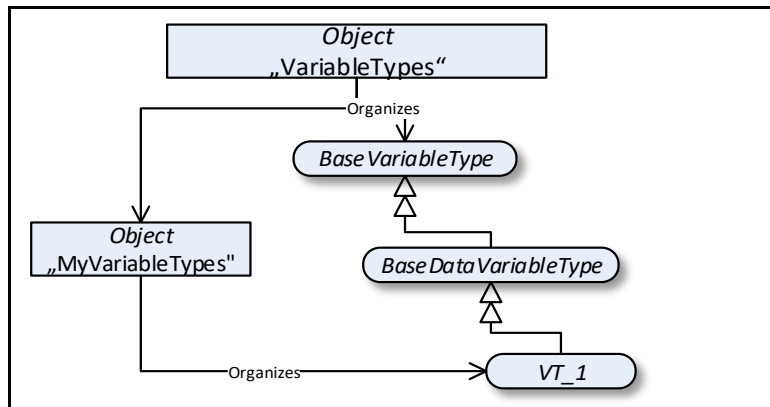 Object
„VariableTypes“
Organizes
BaseVariableType
Object
„MyVariableTypes"
BaseDataVariableType
Organizes
VT_1